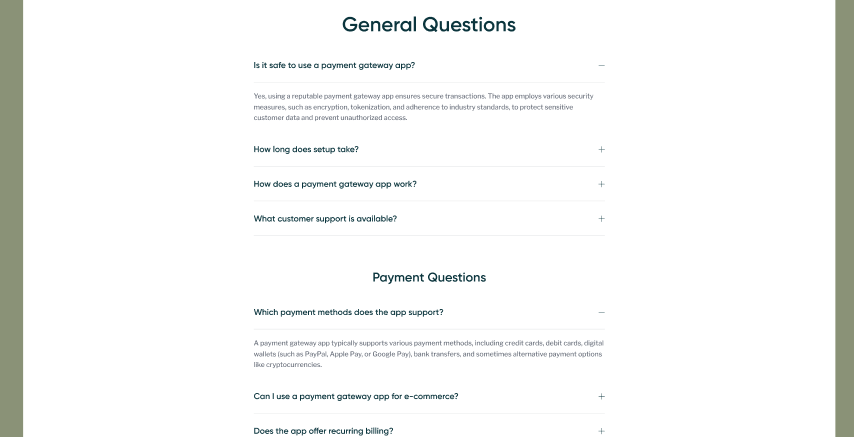 General Questions
Is it safe to use a payment gateway app?
Yes, using a reputable payment gateway app ensures secure transactions. The app employs various security
measures, such as encryption, tokenization, and adherence to industry standards, to protect sensitive
customer data and prevent unauthorized access.
How long does setup take?
How does a payment gateway app work?
What customer support is available?
Payment Questions
Which payment methods does the app support?
A payment gateway app typically supports various payment methods, including credit cards, debit cards, digital
wallets (such as PayPal, Apple Pay, or Google Pay), bank transfers, and sometimes alternative payment options
like cryptocurrencies.
Can I use a payment gateway app for e-commerce?
Does the app offer recurring billing?